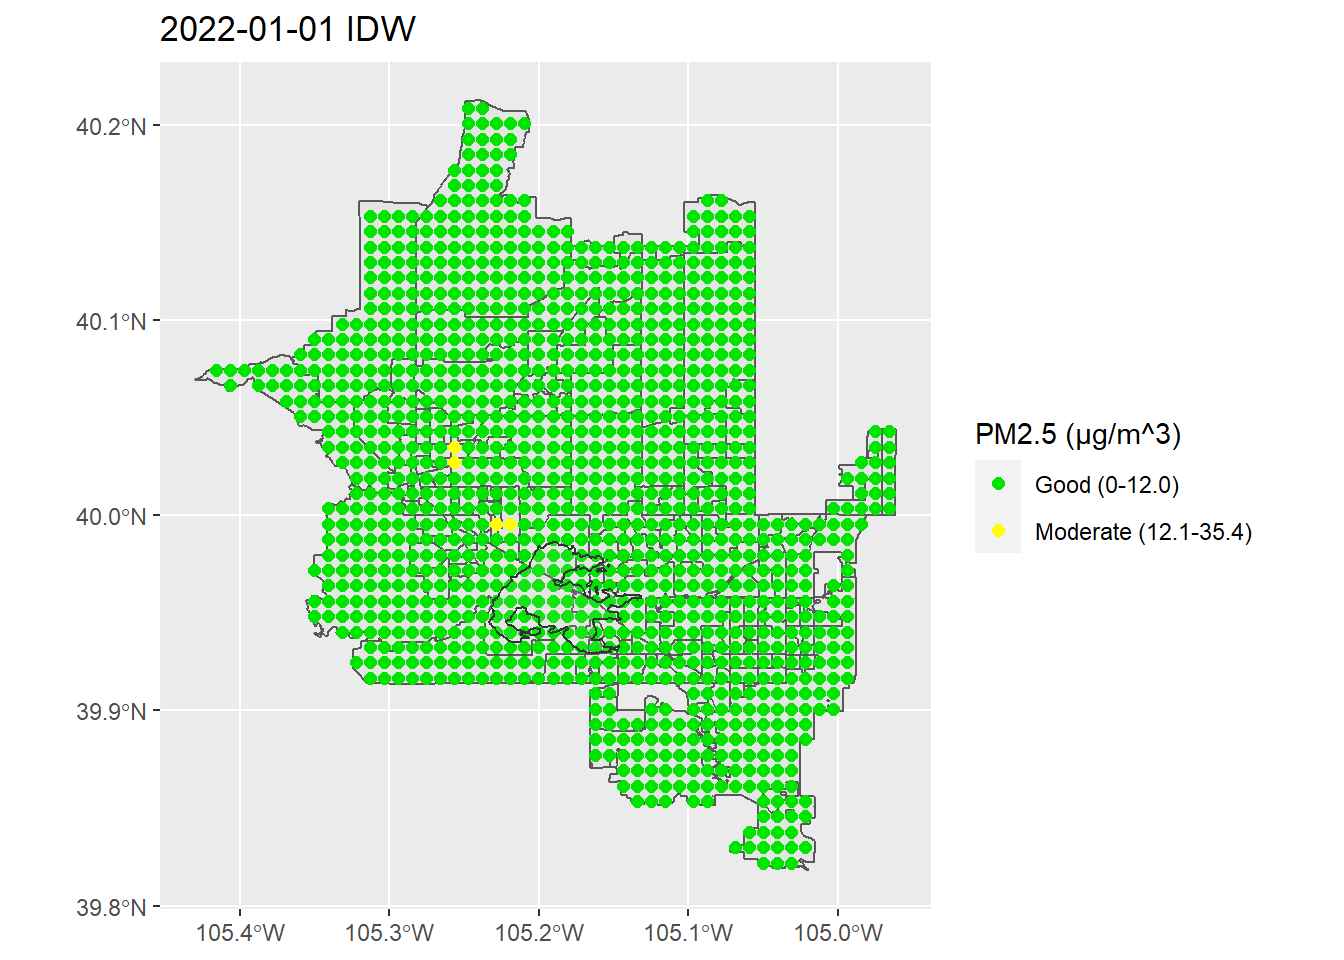 2022-01-01 IDW
40.2°N
40.1°N
40.0°N
39.9°N
39.8°N
105.4°W
105.3°W
105.2°W
105.1°W
105.0°W
PM2.5 (µg/m^3)
Good (0-12.0)
Moderate (12.1-35.4)